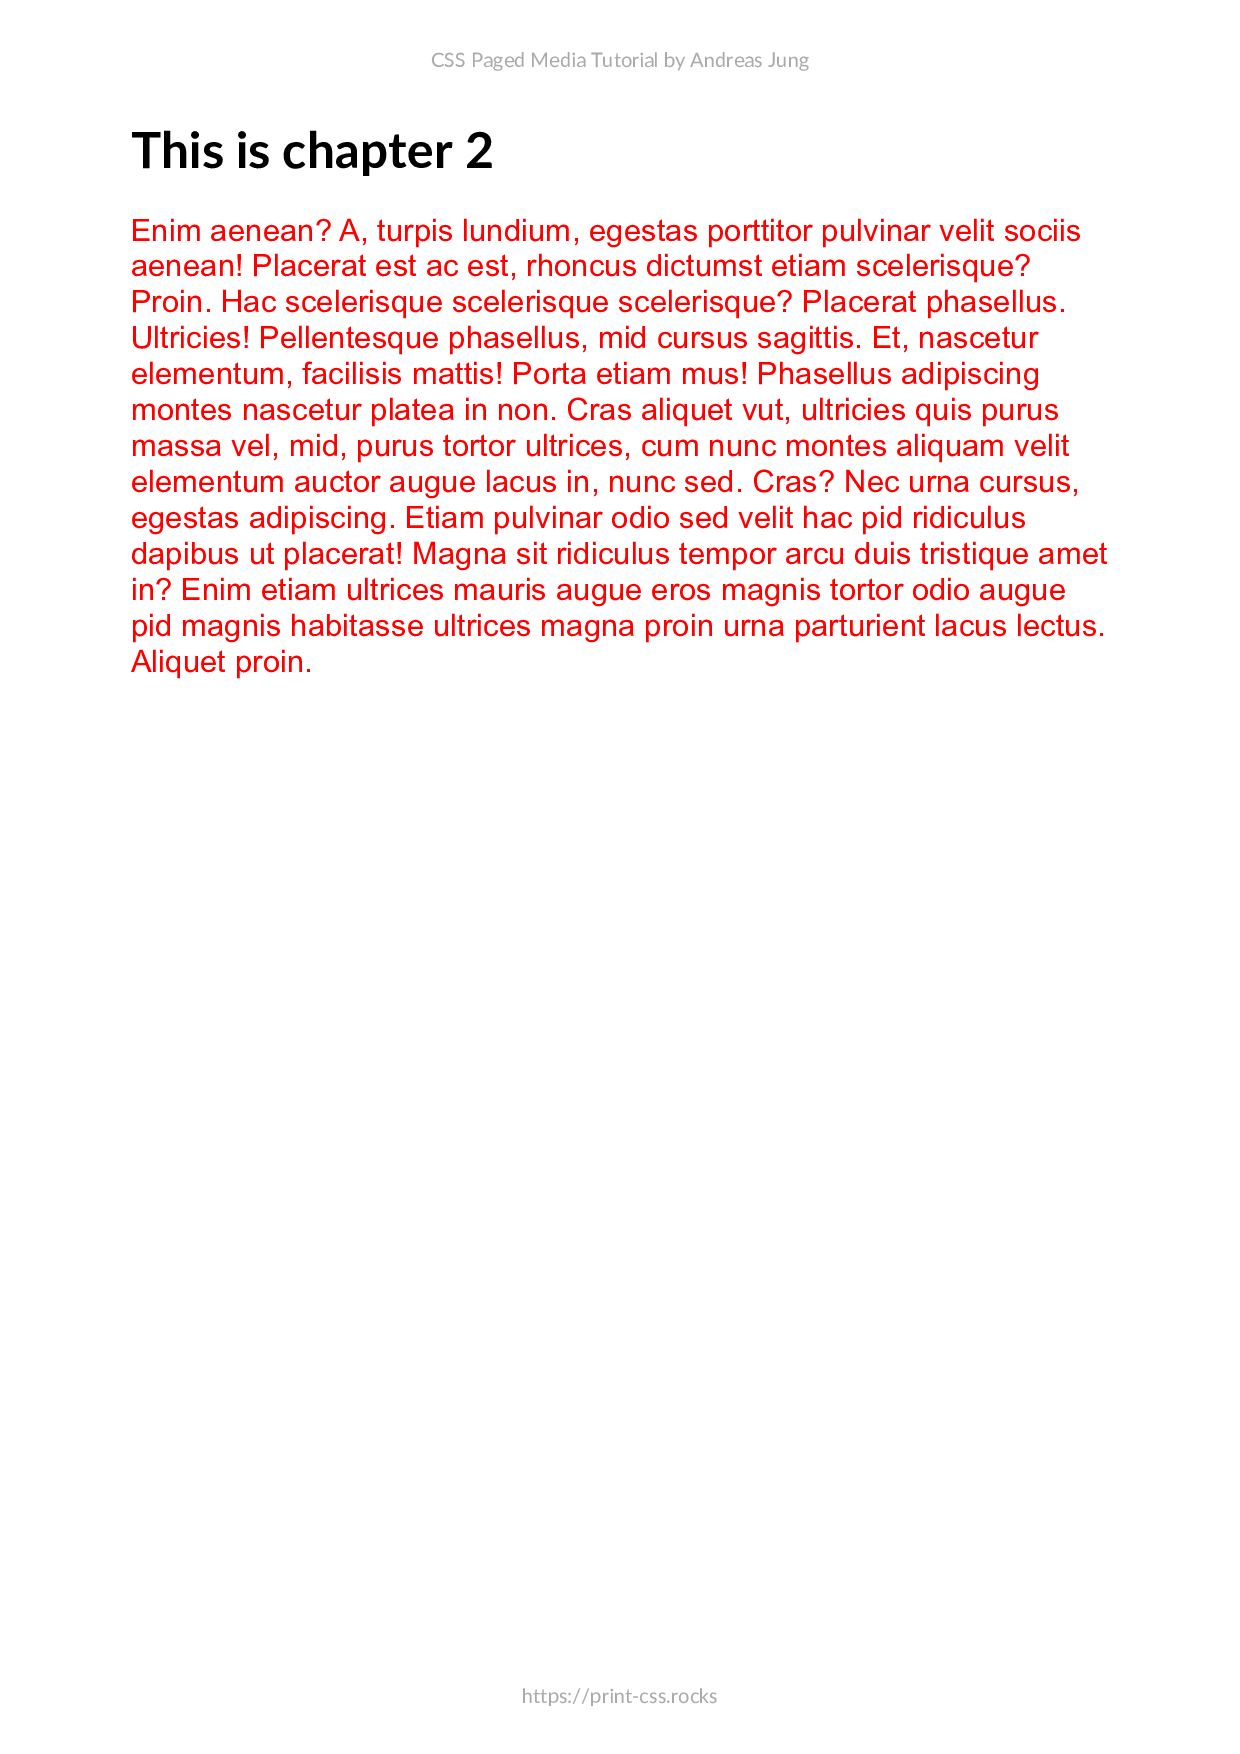 CSS Paged Media Tutorial by Andreas Jung
This is chapter 2
Enim aenean? A, turpis lundium, egestas porttitor pulvinar velit sociis
aenean! Placerat est ac est, rhoncus dictumst etiam scelerisque?
Proin. Hac scelerisque scelerisque scelerisque? Placerat phasellus.
Ultricies! Pellentesque phasellus, mid cursus sagittis. Et, nascetur
elementum, facilisis mattis! Porta etiam mus! Phasellus adipiscing
montes nascetur platea in non. Cras aliquet vut, ultricies quis purus
massa vel, mid, purus tortor ultrices, cum nunc montes aliquam velit
elementum auctor augue lacus in, nunc sed. Cras? Nec urna cursus,
egestas adipiscing. Etiam pulvinar odio sed velit hac pid ridiculus
dapibus ut placerat! Magna sit ridiculus tempor arcu duis tristique amet
in? Enim etiam ultrices mauris augue eros magnis tortor odio augue
pid magnis habitasse ultrices magna proin urna parturient lacus lectus.
Aliquet proin.
https://print-css.rocks